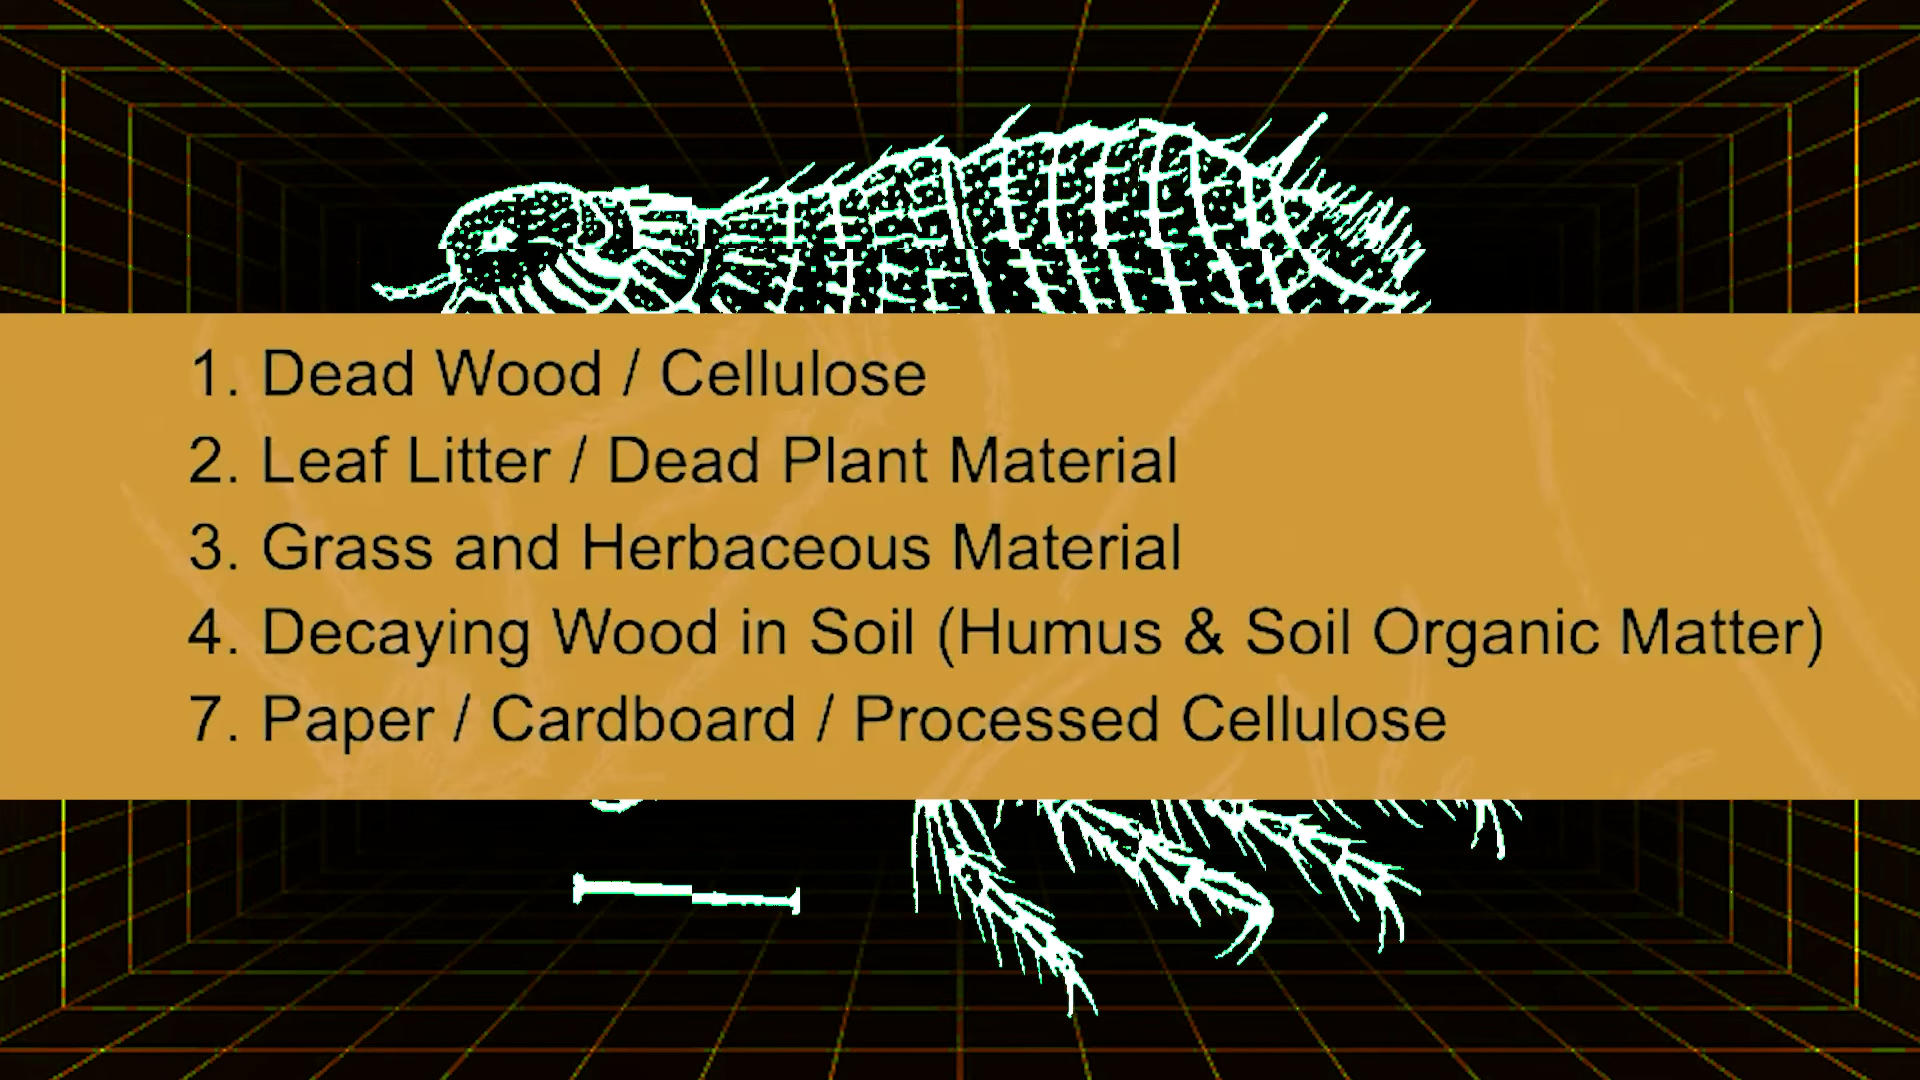 1. Dead Wood / Cellulose
2. Leaf Litter / Dead Plant Material
3. Grass and Herbaceous Material
4. Decaying Wood in Soil (Humus & Soil Organic Matter)
7. Paper / Cardboard / Processed Cellulose